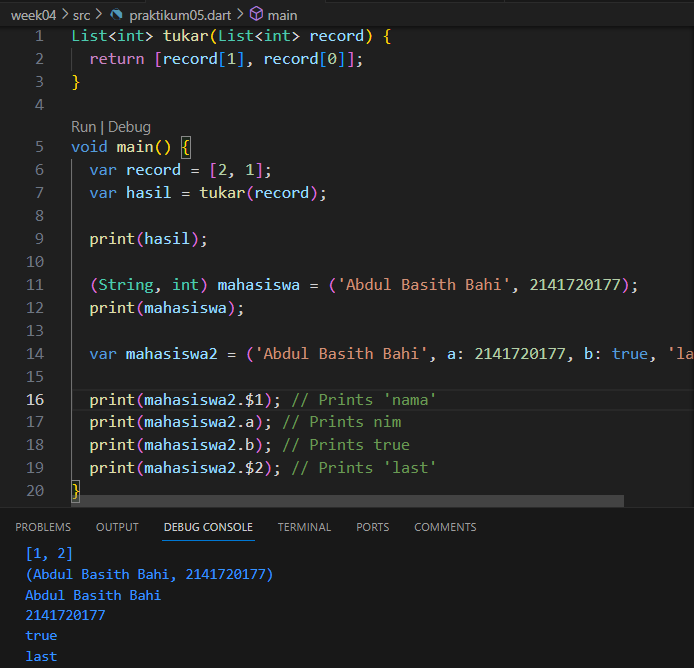 week04 > src > praktikum05.dart > main
1 List<int> tukar(List<int> record) {
2 return [record[1], record[0]];
3 }
4
Run | Debug
5 void main() {
6 var record = [2, 1];
7 var hasil = tukar(record);
8
9 print(hasil);
10
11 (String, int) mahasiswa = ('Abdul Basith Bahi', 2141720177);
12 print(mahasiswa);
13
14 var mahasiswa2 = ('Abdul Basith Bahi', a: 2141720177, b: true, 'la
15
16 print(mahasiswa2.$1); // Prints 'nama'
17 print(mahasiswa2.a); // Prints nim
18 print(mahasiswa2.b); // Prints true
19 print(mahasiswa2.$2); // Prints 'last'
20 }
PROBLEMS OUTPUT DEBUG CONSOLE TERMINAL PORTS COMMENTS
[1, 2]
(Abdul Basith Bahi, 2141720177)
Abdul Basith Bahi
2141720177
true
last